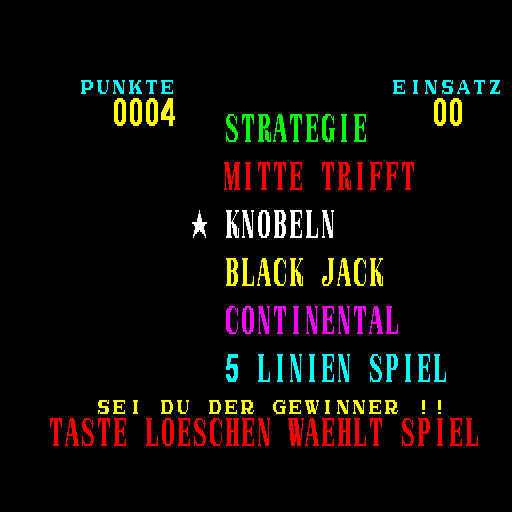 PUNKTE EINSATZ
0004 00
STRATEGIE
MITTE TRIFFT
★ KNOBELN
BLACK JACK
CONTINENTAL
5 LINIEN SPIEL
SEI DU DER GEWINNER !!
TASTE LOESCHEN WAEHLT SPIEL